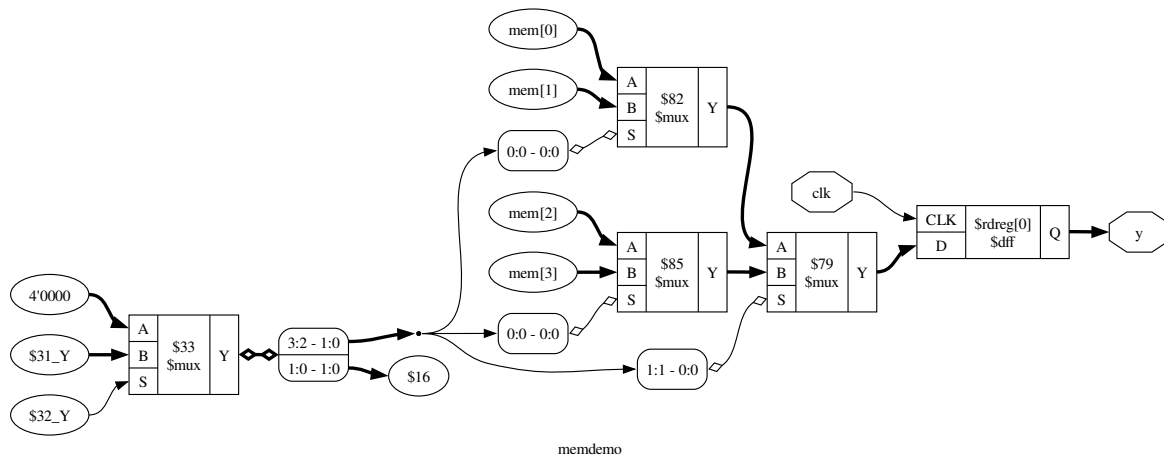 mem[0]
mem[1]
A
B
S
$82
$mux
Y
0:0 - 0:0
mem[2]
mem[3]
A
B
S
$85
$mux
Y
0:0 - 0:0
clk
A
B
S
$79
$mux
Y
CLK
D
$rdreg[0]
$dff
Q
y
4'0000
$31_Y
$32_Y
A
B
S
$33
$mux
Y
3:2 - 1:0
1:0 - 1:0
$16
1:1 - 0:0
memdemo